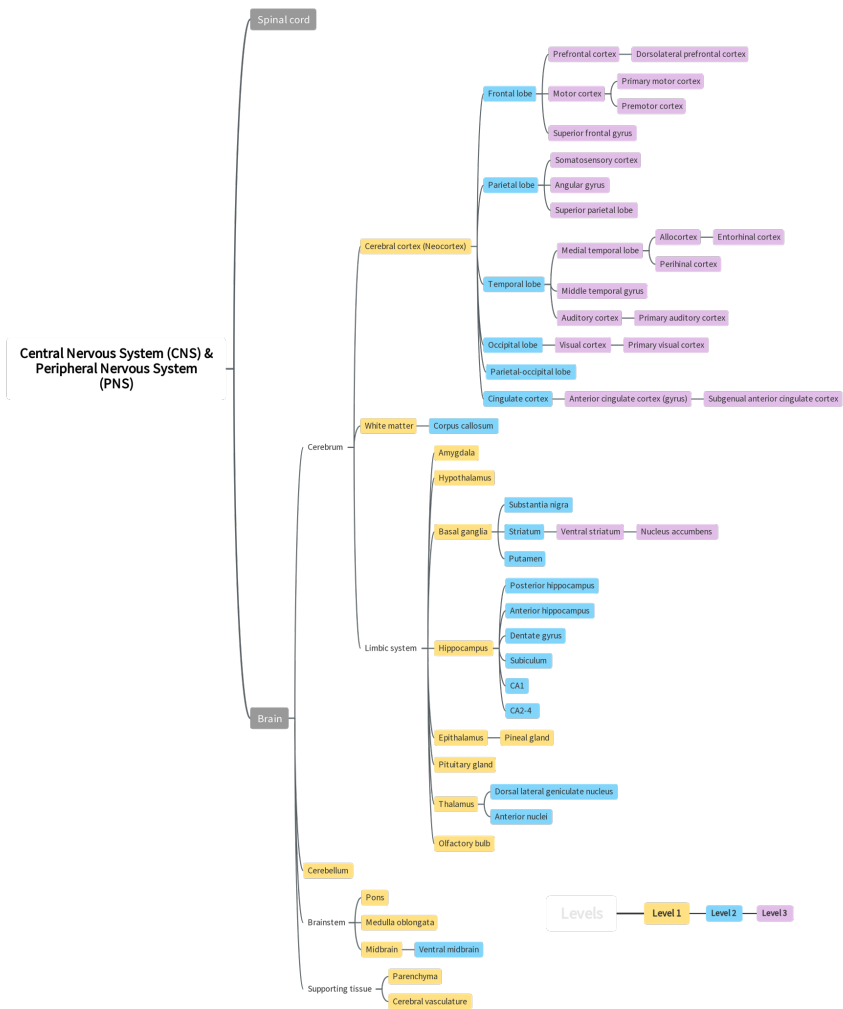 Spinal cord
Prefrontal cortex
Dorsolateral prefrontal cortex
Primary motor cortex
Frontal lobe
Motor cortex
Premotor cortex
Superior frontal gyrus
Somatosensory cortex
Parietal lobe
Angular gyrus
Superior parietal lobe
Allocortex
Entorhinal cortex
Cerebral cortex (Neocortex)
Medial temporal lobe
Perihinal cortex
Temporal lobe
Middle temporal gyrus
Auditory cortex
Primary auditory cortex
Central Nervous System (CNS) &
Peripheral Nervous System
(PNS)
Occipital lobe
Visual cortex
Primary visual cortex
Parietal-occipital lobe
Cingulate cortex
Anterior cingulate cortex (gyrus)
Subgenual anterior cingulate cortex
White matter
Corpus callosum
Cerebrum
Amygdala
Hypothalamus
Substantia nigra
Basal ganglia
Striatum
Ventral striatum
Nucleus accumbens
Putamen
Posterior hippocampus
Anterior hippocampus
Dentate gyrus
Limbic system
Hippocampus
Subiculum
CA1
CA2-4
Brain
Epithalamus
Pineal gland
Pituitary gland
Dorsal lateral geniculate nucleus
Thalamus
Anterior nuclei
Olfactory bulb
Cerebellum
Pons
Brainstem
Medulla oblongata
Midbrain
Ventral midbrain
Levels
Level 1
Level 2
Level 3
Parenchyma
Supporting tissue
Cerebral vasculature